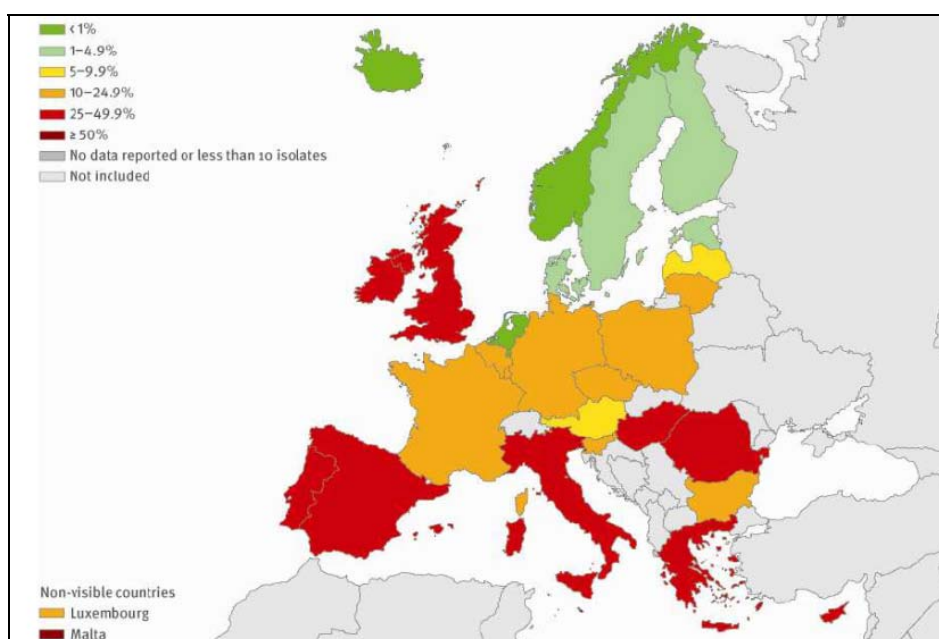 < 1%
1–4.9%
5–9.9%
10–24.9%
25–49.9%
≥ 50%
No data reported or less than 10 isolates
Not included
Non-visible countries
Luxembourg
Malta